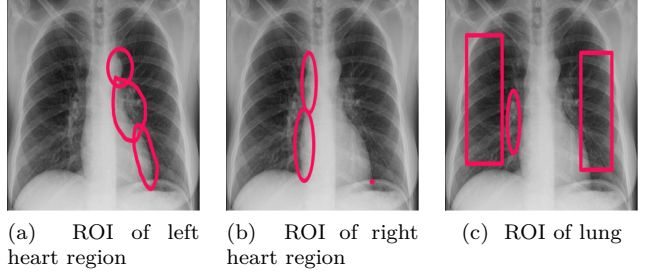 (a) ROI of left
heart region
(b) ROI of right
heart region
(c) ROI of lung